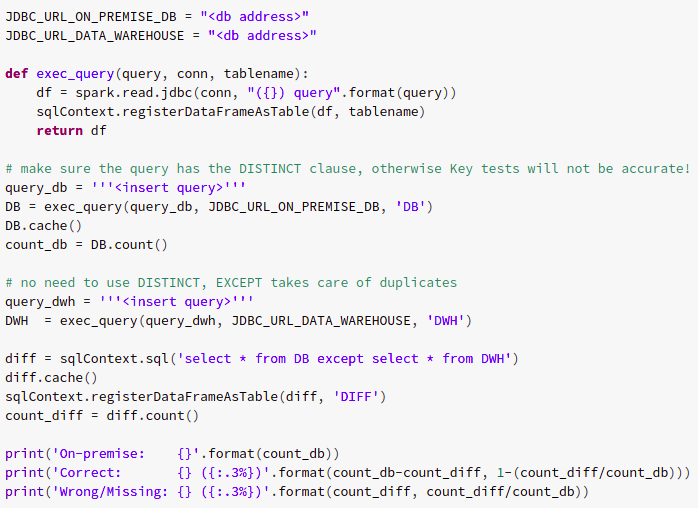 JDBC_URL_ON_PREMISE_DB = "<db address>"
JDBC_URL_DATA_WAREHOUSE = "<db address>"

def exec_query(query, conn, tablename):
    df = spark.read.jdbc(conn, "({}) query".format(query))
    sqlContext.registerDataFrameAsTable(df, tablename)
    return df

# make sure the query has the DISTINCT clause, otherwise Key tests will not be accurate!
query_db = '''<insert query>'''
DB = exec_query(query_db, JDBC_URL_ON_PREMISE_DB, 'DB')
DB.cache()
count_db = DB.count()

# no need to use DISTINCT, EXCEPT takes care of duplicates
query_dwh = '''<insert query>'''
DWH  = exec_query(query_dwh, JDBC_URL_DATA_WAREHOUSE, 'DWH')

diff = sqlContext.sql('select * from DB except select * from DWH')
diff.cache()
sqlContext.registerDataFrameAsTable(diff, 'DIFF')
count_diff = diff.count()

print('On-premise:    {}'.format(count_db))
print('Correct:       {} ({:.3%})'.format(count_db-count_diff, 1-(count_diff/count_db)))
print('Wrong/Missing: {} ({:.3%})'.format(count_diff, count_diff/count_db))